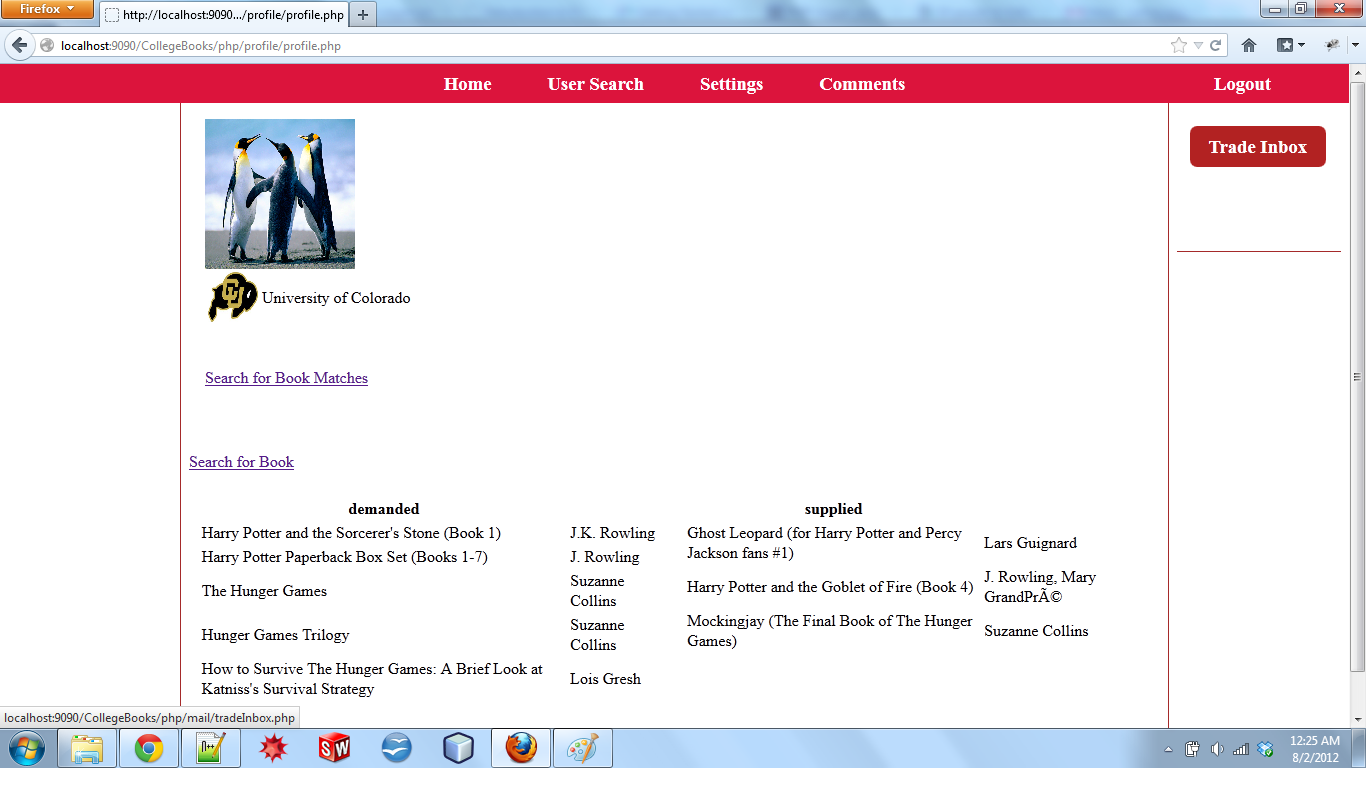 Firefox
http://localhost:9090.../profile/profile.php
localhost:9090/CollegeBooks/php/profile/profile.php
Home User Search Settings Comments Logout
Trade Inbox
CU University of Colorado
Search for Book Matches
Search for Book
demanded
Harry Potter and the Sorcerer's Stone (Book 1) J.K. Rowling
Harry Potter Paperback Box Set (Books 1-7) J. Rowling
The Hunger Games Suzanne
Collins
Hunger Games Trilogy Suzanne
Collins
How to Survive The Hunger Games: A Brief Look at
Katniss's Survival Strategy Lois Gresh
supplied
Ghost Leopard (for Harry Potter and Percy
Jackson fans #1) Lars Guignard
Harry Potter and the Goblet of Fire (Book 4) J. Rowling, Mary
GrandPrÃ©
Mockingjay (The Final Book of The Hunger
Games) Suzanne Collins
localhost:9090/CollegeBooks/php/mail/tradeInbox.php
SW
12:25 AM
8/2/2012